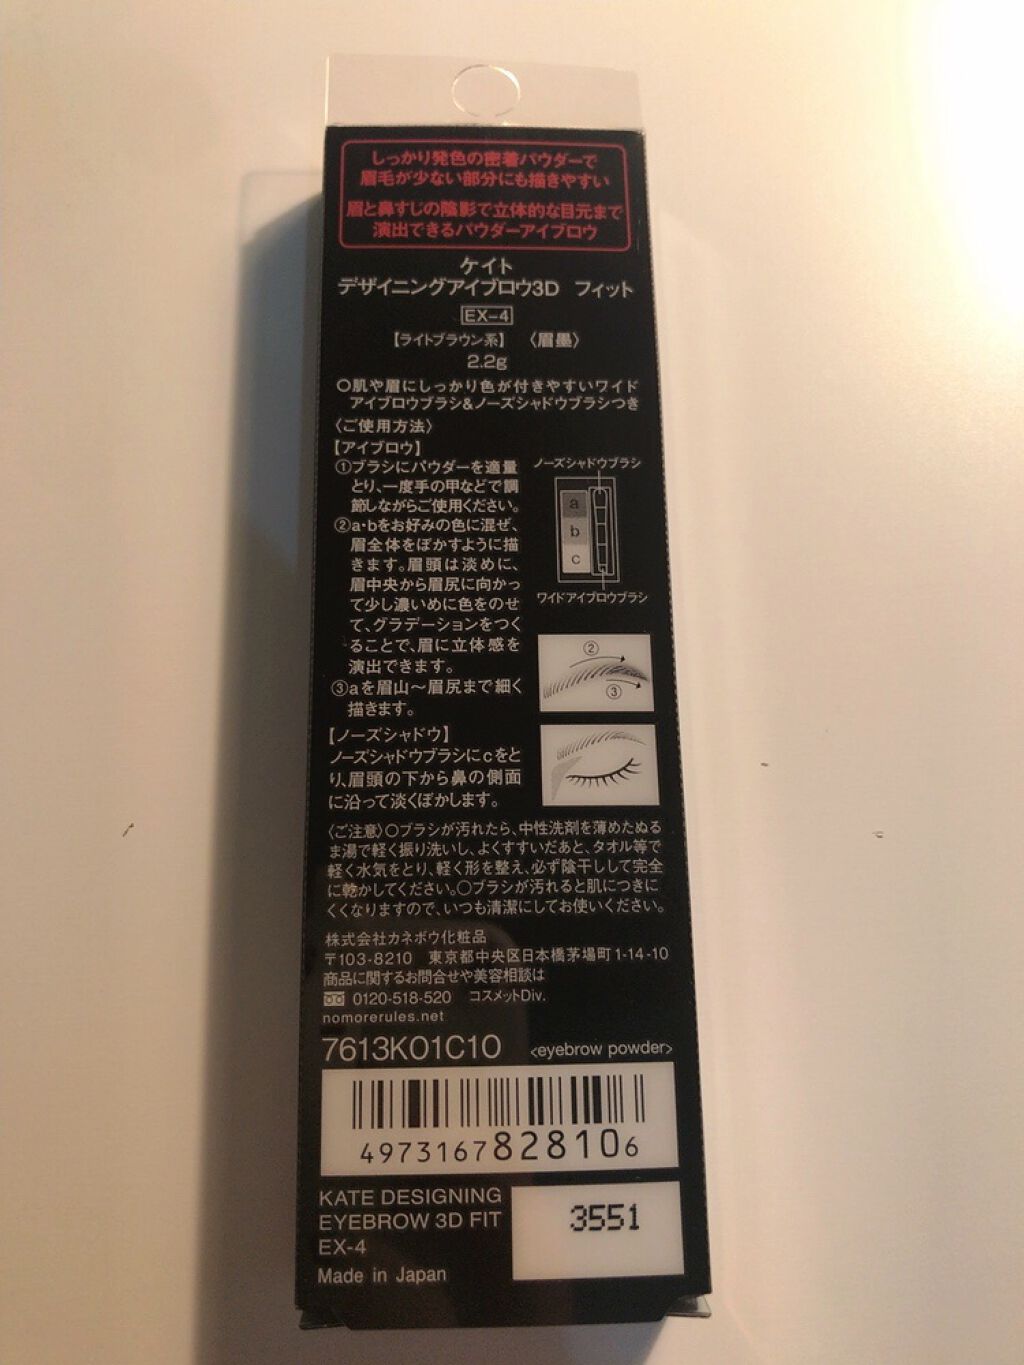 しっかり発色の密着パウダーで
眉毛が少ない部分にも描きやすい
眉と鼻すじの陰影で立体的な目元まで
演出できるパウダーアイブロウ
ケイト
デザイニングアイブロウ3D フィット
EX-4
【ライトブラウン系】 〈眉墨〉
2.2g
○肌や眉にしっかり色が付きやすいワイド
アイブロウブラシ&ノーズシャドウブラシつき
〈ご使用方法〉
【アイブロウ】
①ブラシにパウダーを適量
とり、一度手の甲などで調
節しながらご使用ください。
②a・bをお好みの色に混ぜ、
眉全体をぼかすように描
きます。眉頭は淡めに、
眉中央から眉尻に向かっ
て少し濃いめに色をのせ
て、グラデーションをつく
ることで、眉に立体感を
演出できます。
③aを眉山～眉尻まで細く
描きます。
ノーズシャドウブラシ
a
b
c
ワイドアイブロウブラシ
②
③
【ノーズシャドウ】
ノーズシャドウブラシにcをと
り、眉頭の下から鼻の側面
に沿って淡くぼかします。
〈ご注意〉○ブラシが汚れたら、中性洗剤を薄めたぬる
ま湯で軽く振り洗いし、よくすすいだあと、タオル等で
軽く水気をとり、軽く形を整え、必ず陰干しして完全
に乾かしてください。○ブラシが汚れると肌につきに
くくなりますので、いつも清潔にしてお使いください。
株式会社カネボウ化粧品
〒103-8210 東京都中央区日本橋茅場町1-14-10
商品に関するお問合せや美容相談は
0120-518-520 コスメットDiv.
nomorerules.net
7613K01C10 <eyebrow powder>
4973167828106
KATE DESIGNING
EYEBROW 3D FIT
EX-4
Made in Japan
3551